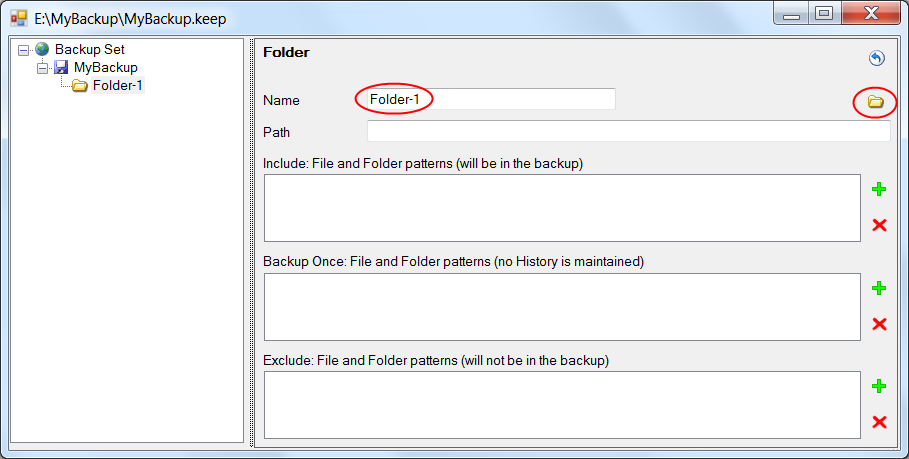 E:\MyBackup\MyBackup.keep
Backup Set
MyBackup
Folder-1
Folder
Name
Folder-1
Path
Include: File and Folder patterns (will be in the backup)
Backup Once: File and Folder patterns (no History is maintained)
Exclude: File and Folder patterns (will not be in the backup)